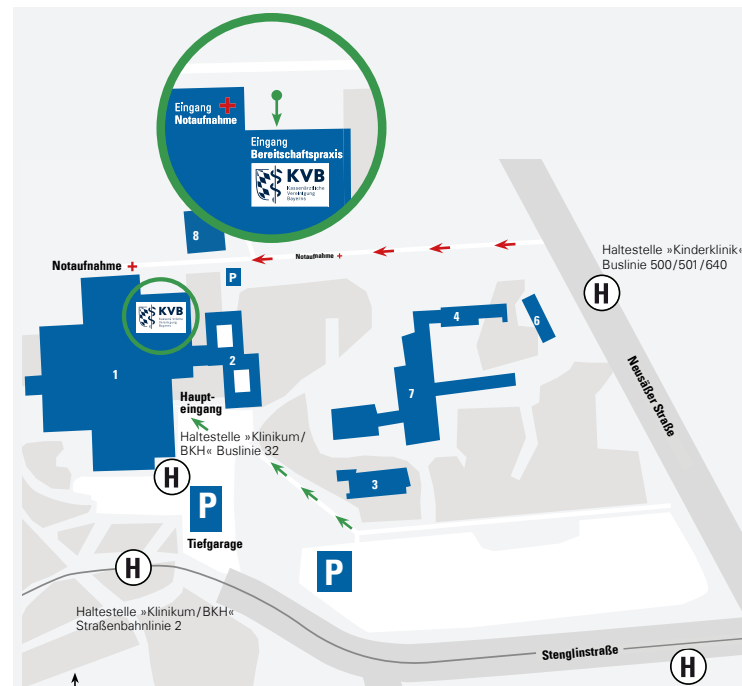 Eingang
Notaufnahme
Eingang
Bereitschaftspraxis
KVB
Kassenärztliche
Vereinigung
Bayerns
8
Notaufnahme
Notaufnahme
P
Haltestelle »Kinderklinik«
Buslinie 500/501/640
H
KVB
4
6
2
1
7
Neusäßer Straße
Haupt-
eingang
Haltestelle »Klinikum/
BKH« Buslinie 32
H
3
P
Tiefgarage
P
H
Haltestelle »Klinikum/BKH«
Straßenbahnlinie 2
Stenglinstraße
H